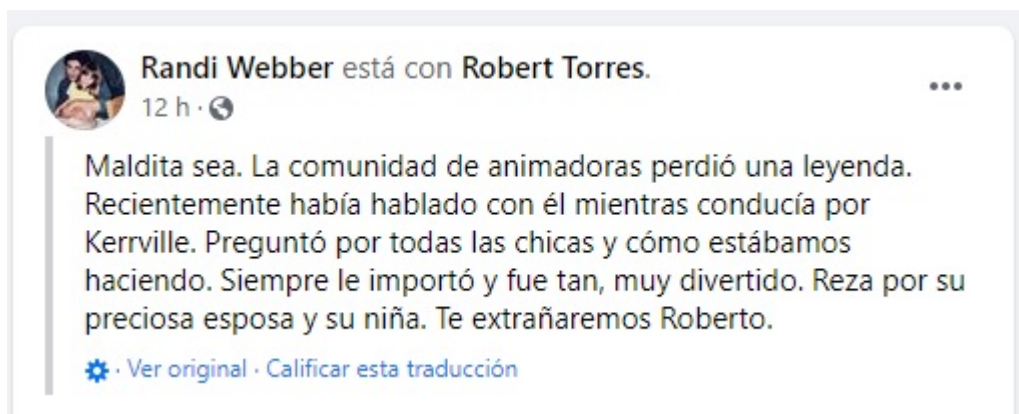 Randi Webber está con Robert Torres.
12 h ·
Maldita sea. La comunidad de animadoras perdió una leyenda.
Recientemente había hablado con él mientras conducía por
Kerrville. Preguntó por todas las chicas y cómo estábamos
haciendo. Siempre le importó y fue tan, muy divertido. Reza por su
preciosa esposa y su niña. Te extrañaremos Roberto.
· Ver original · Calificar esta traducción